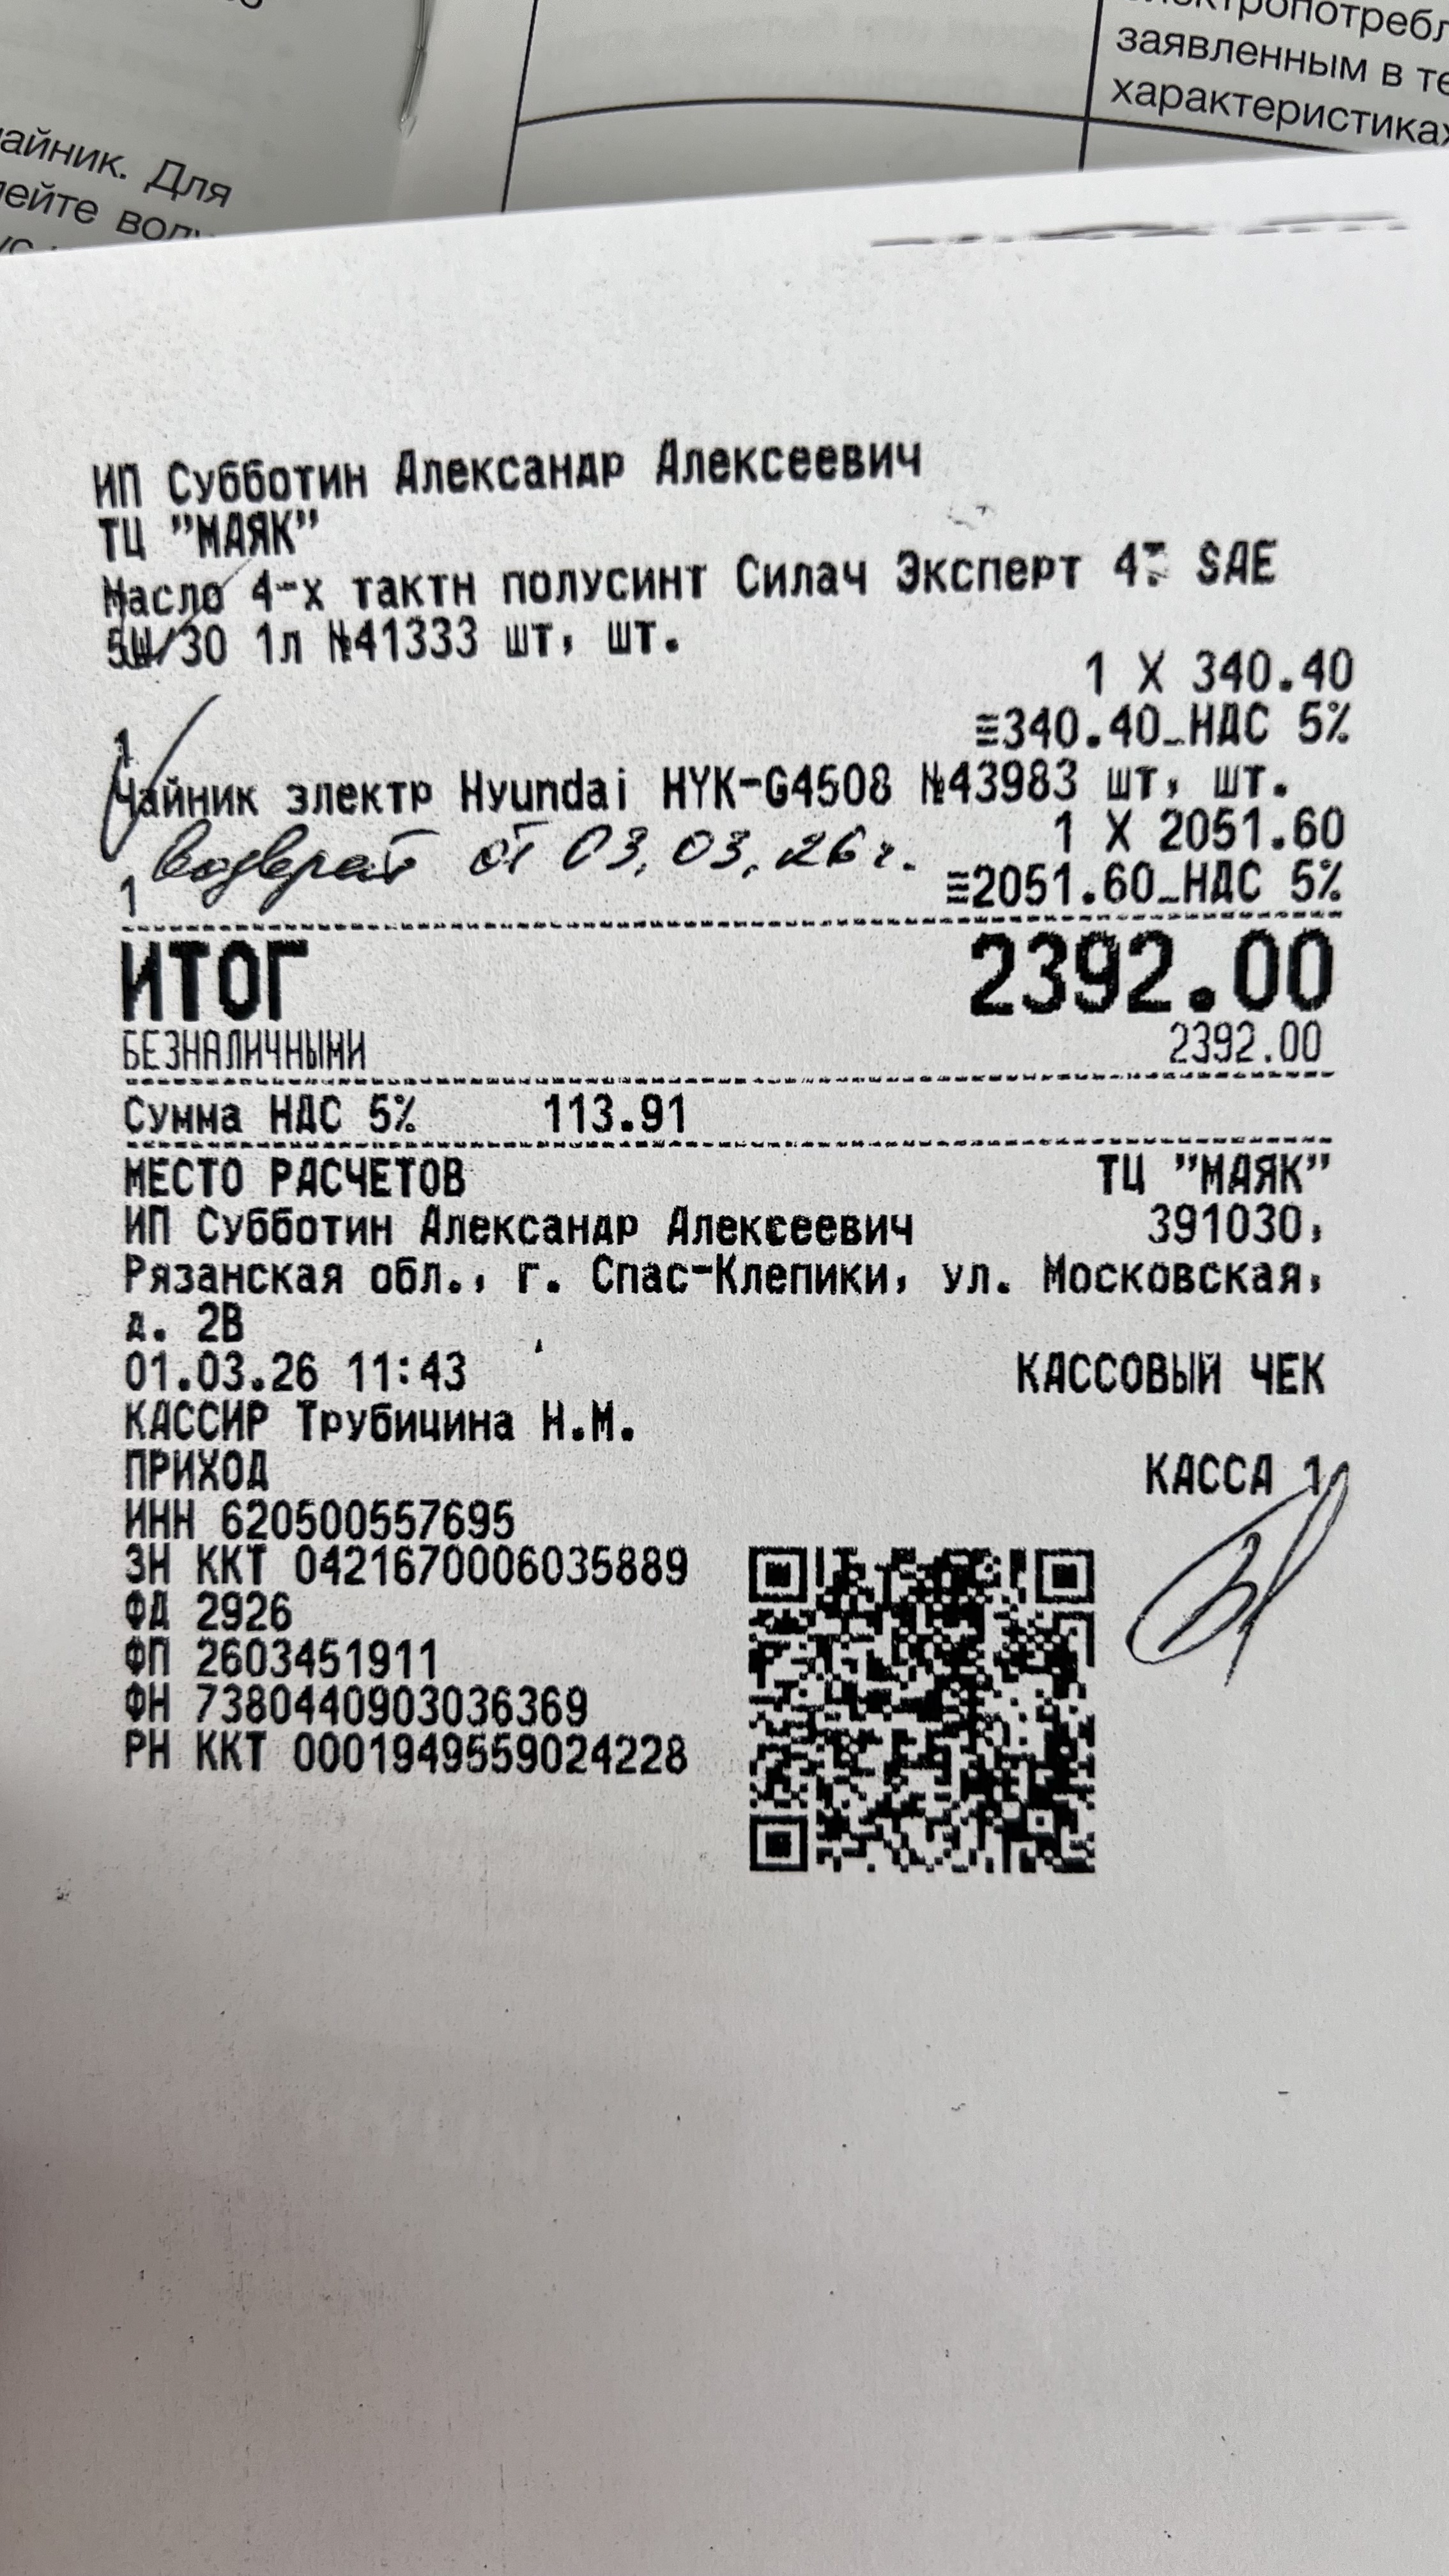 айник. Для
лейте воду
заявленным в те
характеристиках
ИП Субботин Александр Алексеевич
ТЦ "МАЯК"
Масло 4-х тактн полусинт Силач Эксперт 4Т SAE
5W/30 1л №41333 шт, шт.
1 X 340.40
≡340.40_НДС 5%
1
Чайник электр Hyundai HYK-G4508 №43983 шт, шт.
1 X 2051.60
возврат от 03.03.26 г.
≡2051.60_НДС 5%
1
ИТОГ 2392.00
БЕЗНАЛИЧНЫМИ 2392.00
Сумма НДС 5% 113.91
МЕСТО РАСЧЕТОВ ТЦ "МАЯК"
ИП Субботин Александр Алексеевич 391030,
Рязанская обл., г. Спас-Клепики, ул. Московская,
д. 2В
01.03.26 11:43 КАССОВЫЙ ЧЕК
КАССИР Трубицина Н.М.
ПРИХОД КАССА 1
ИНН 620500557695
ЗН ККТ 0421670006035889
ФД 2926
ФП 2603451911
ФН 7380440903036369
РН ККТ 0001949559024228